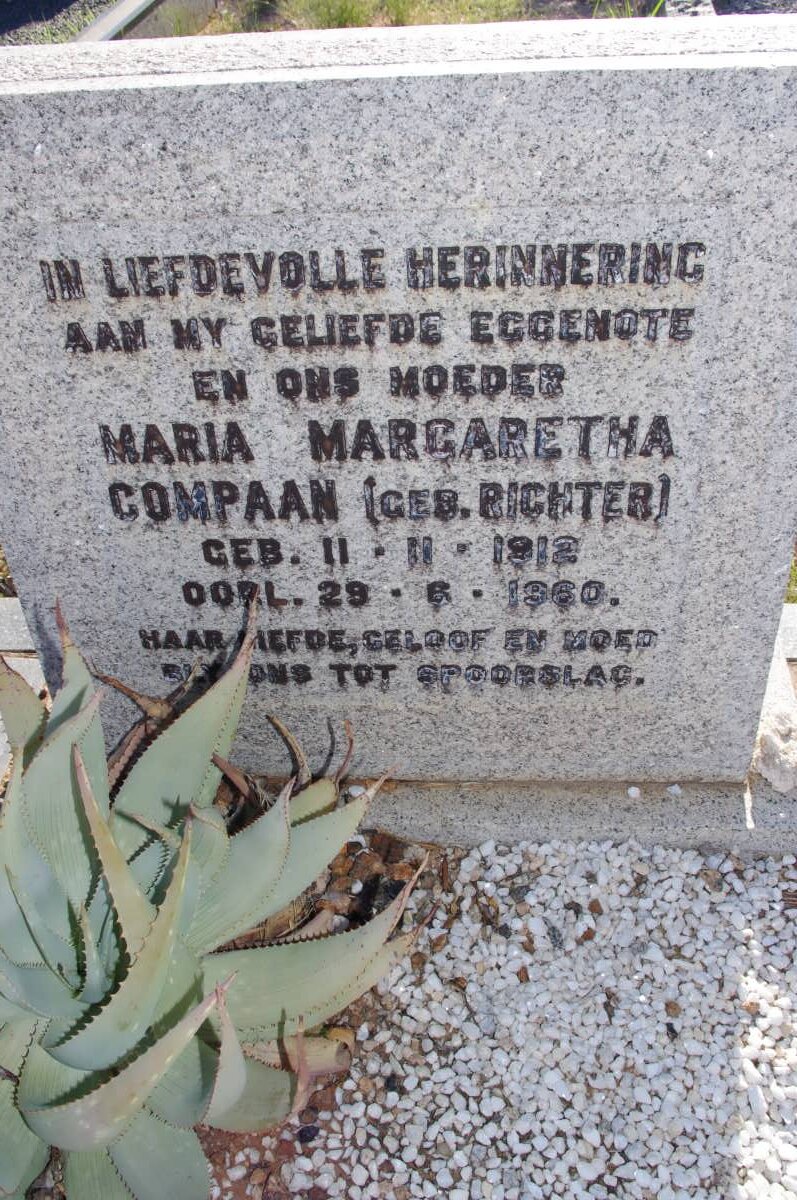 IN LIEFDEVOLLE HERINNERING
AAN MY GELIEFDE EGGENOTE
EN ONS MOEDER
MARIA MARGARETHA
COMPAAN (GEB. RICHTER)
GEB. 11 · 11 · 1912
OORL. 29 · 6 · 1960.
HAAR LIEFDE, GELOOF EN MOED
BLY ONS TOT SPOORSLAG.